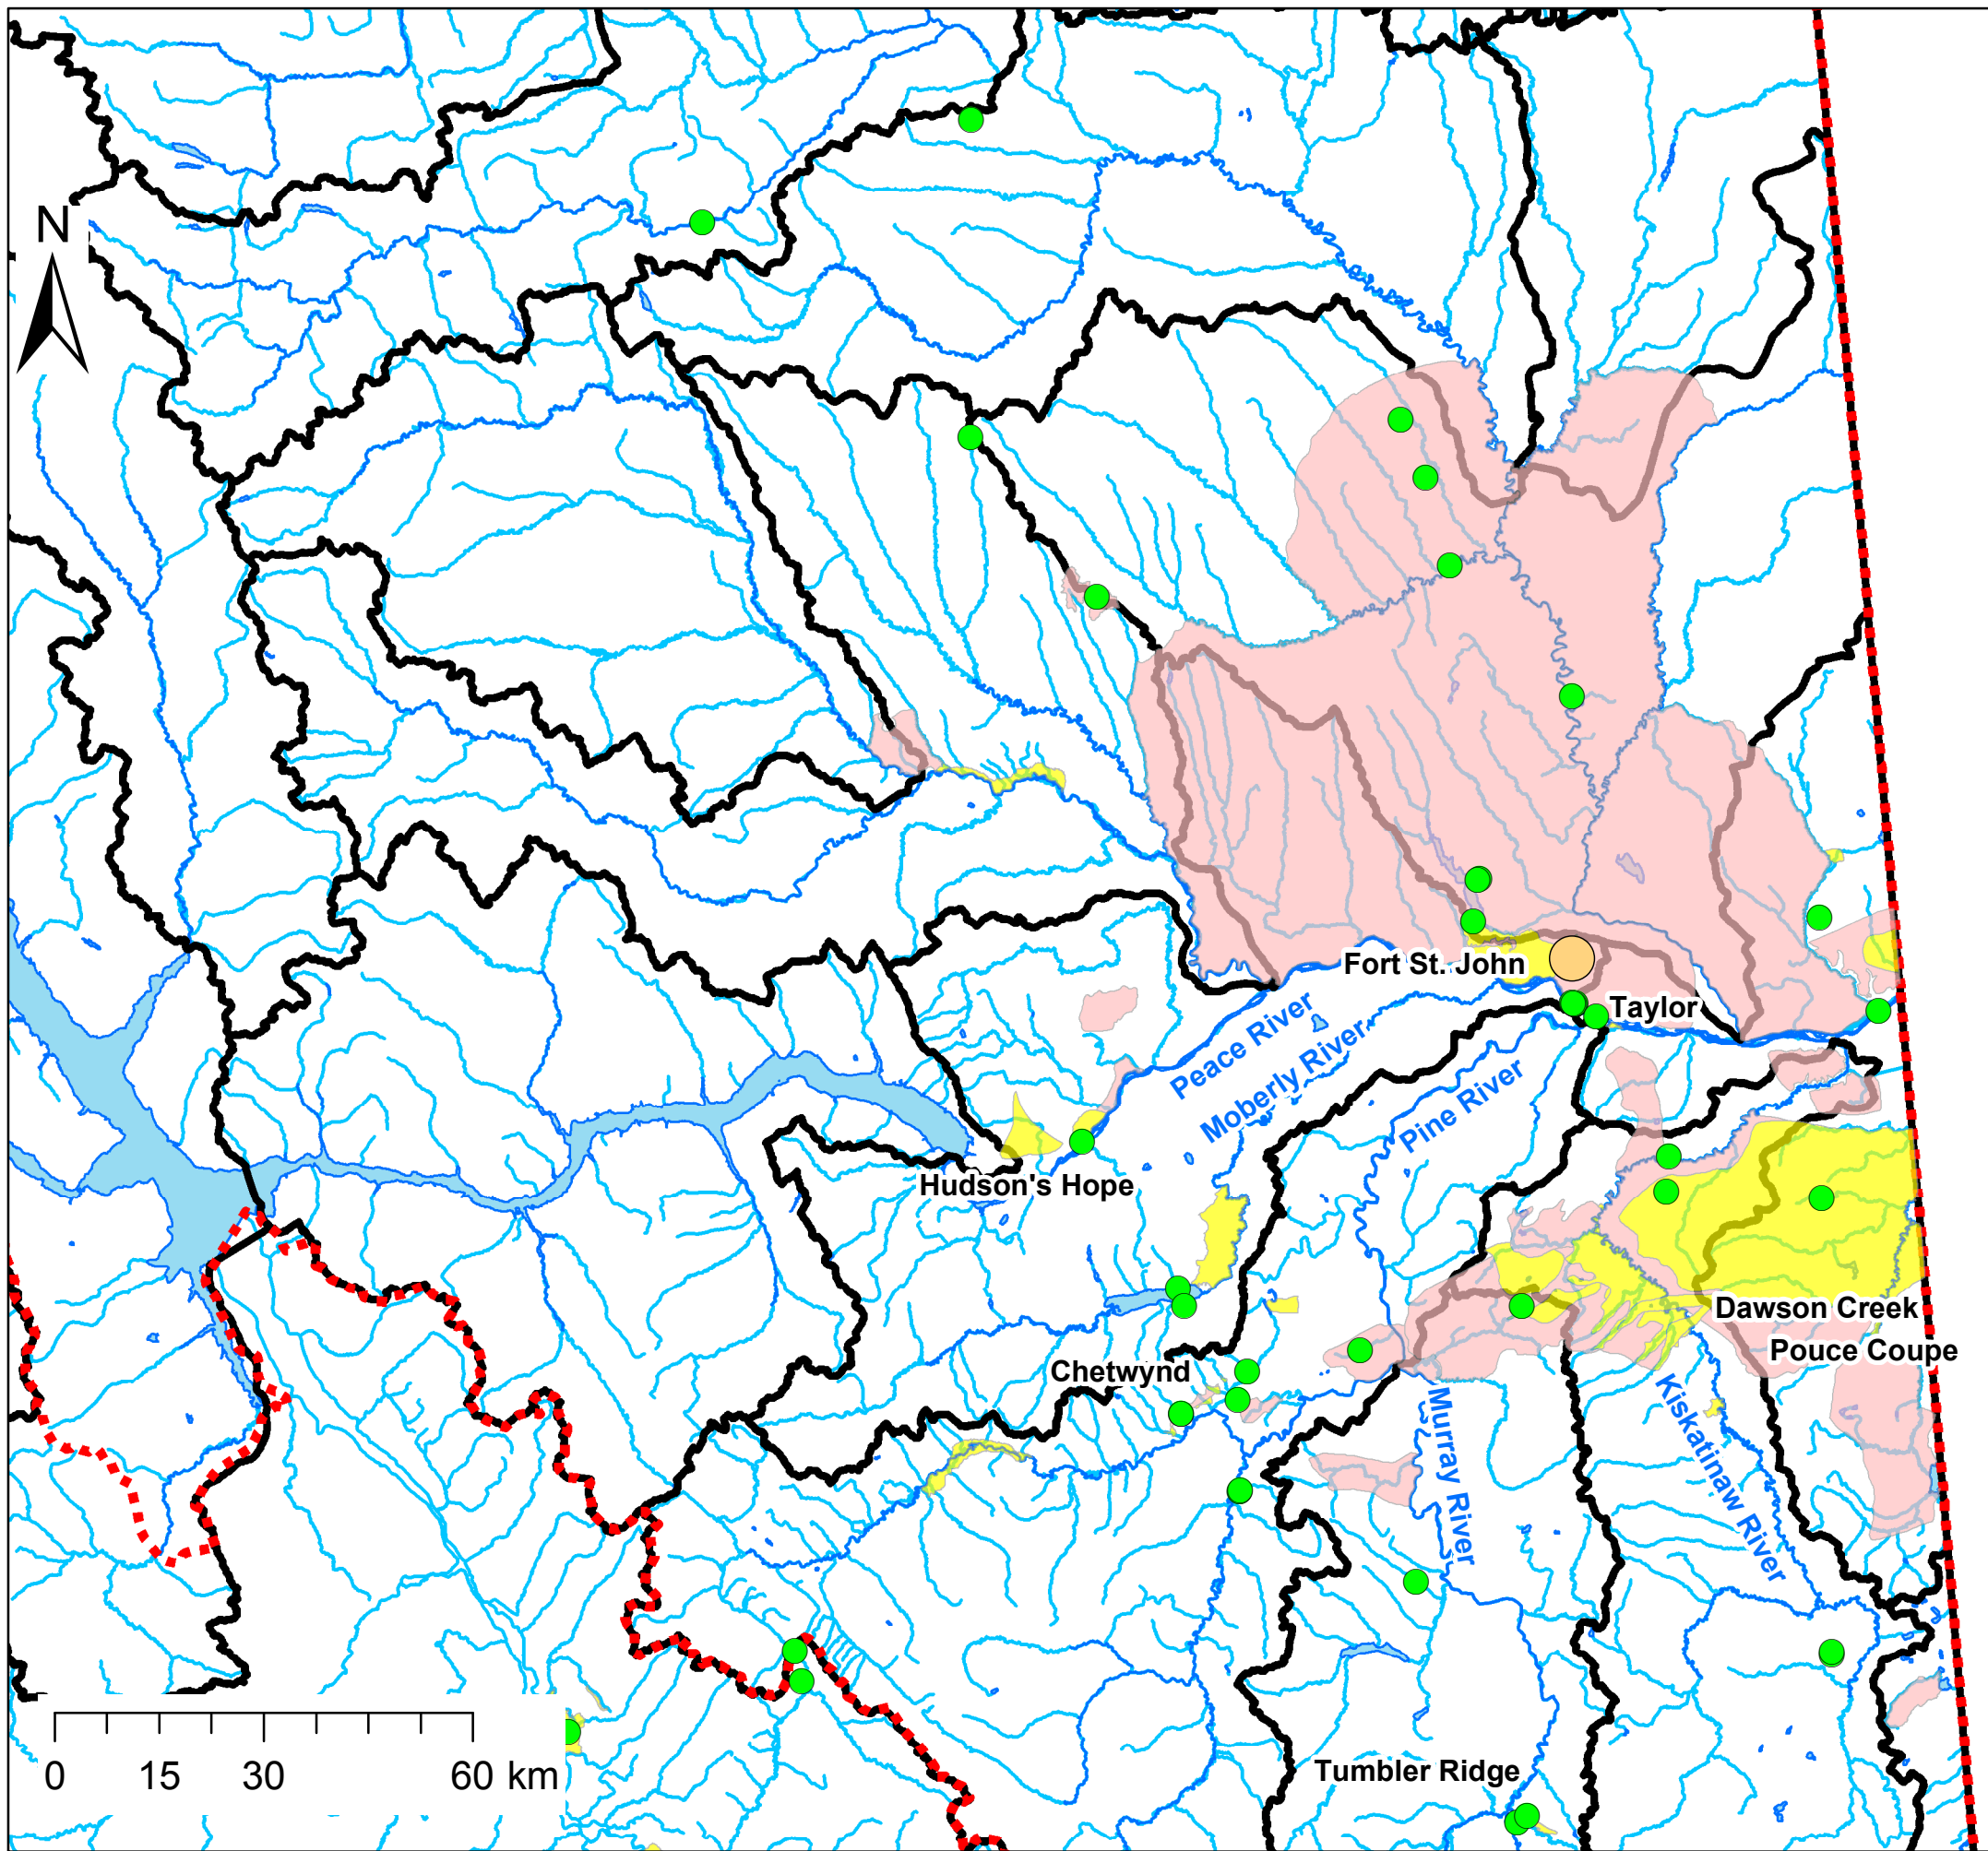 N
Fort St. John
Taylor
Peace River
Moberly River
Pine River
Hudson's Hope
Dawson Creek
Pouce Coupe
Chetwynd
Murray River
Kiskatinaw River
Tumbler Ridge
0 15 30 60 km